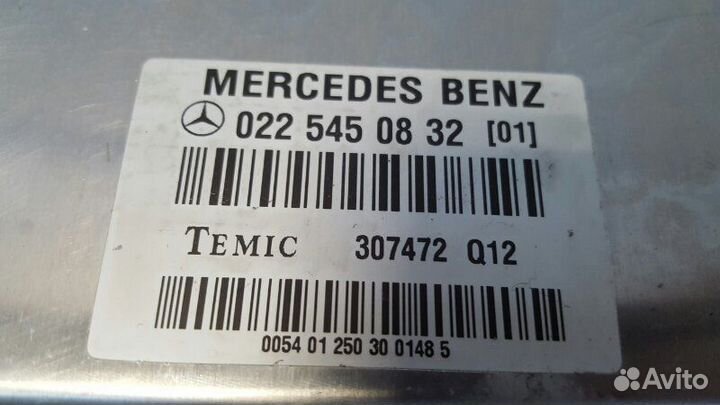 MERCEDES BENZ
022 545 08 32 [01]
TEMIC 307472 Q12
0054 01 250 30 0148 5
Avito